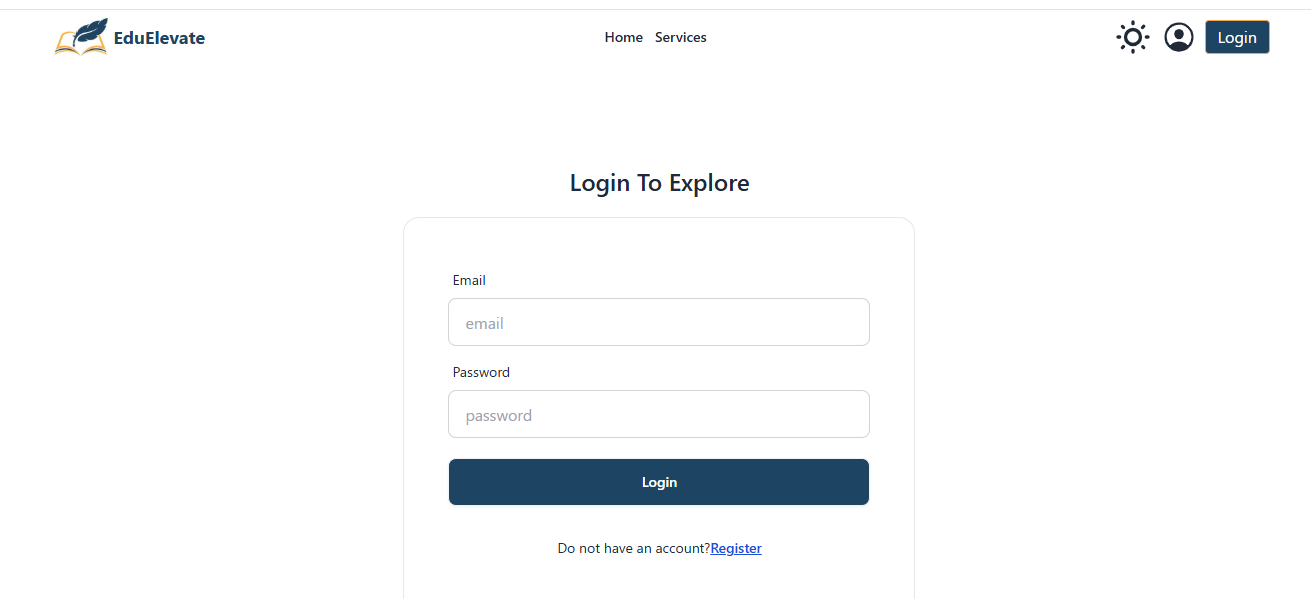 EduElevate Home Services Login
Login To Explore
Email
email
Password
password
Login
Do not have an account?Register